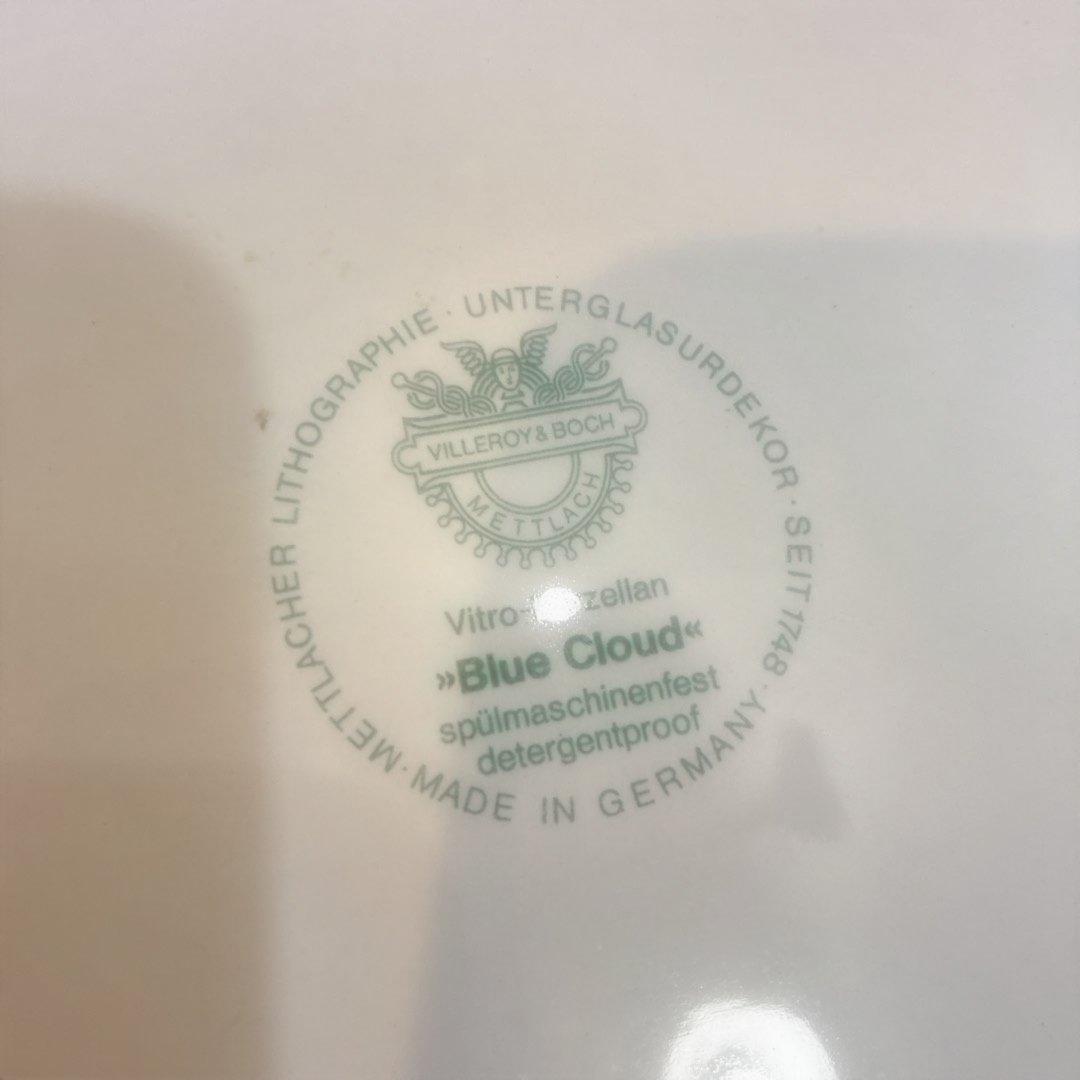 METTLACHER LITHOGRAPHIE · UNTERGLASURDEKOR · SEIT 1748 · MADE IN GERMANY ·
VILLEROY & BOCH
METTLACH
»Blue Cloud«
spülmaschinenfest
detergentproof